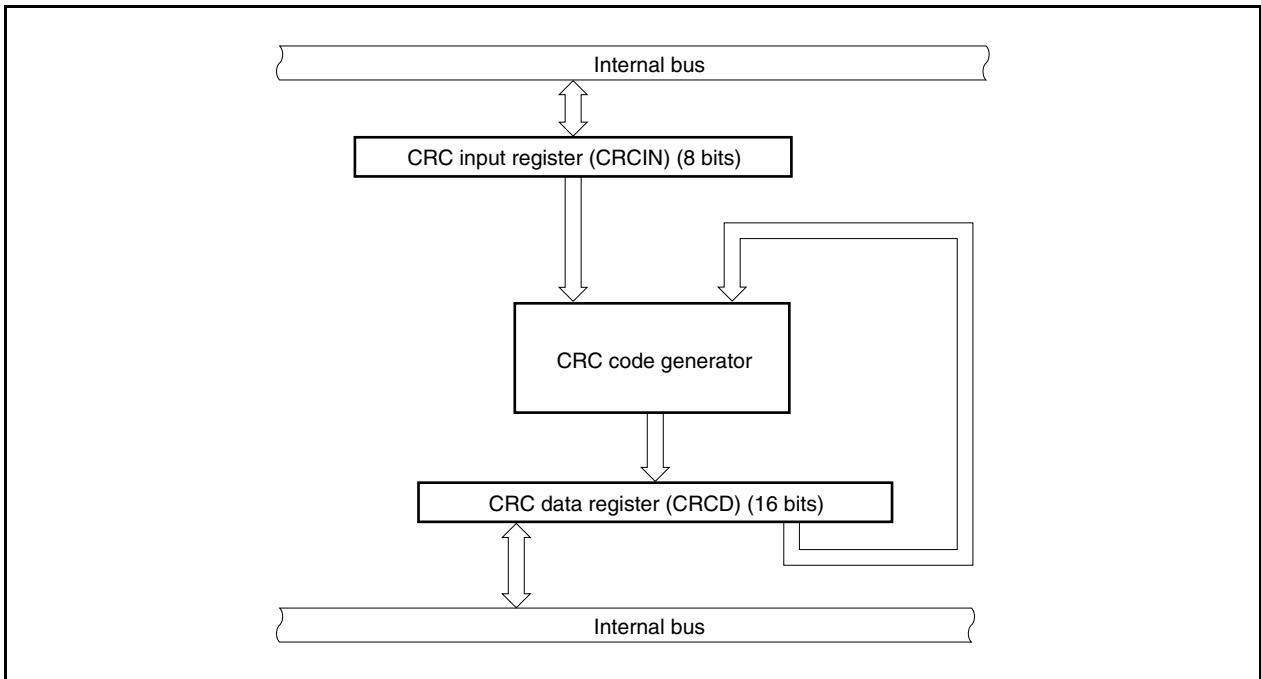 Internal bus
CRC input register (CRCIN) (8 bits)
CRC code generator
CRC data register (CRCD) (16 bits)
Internal bus